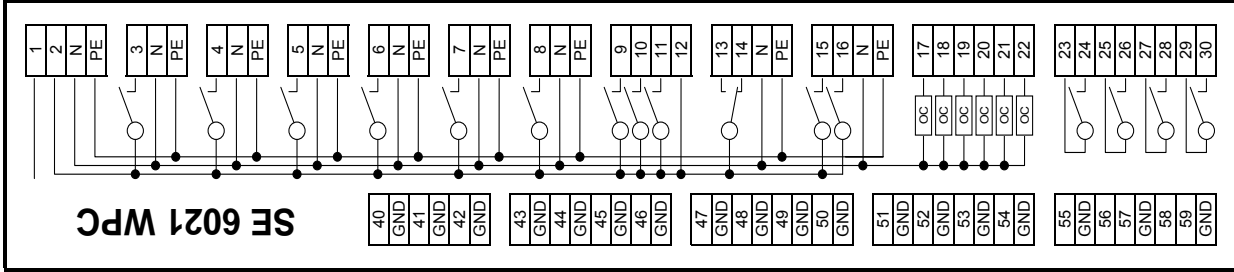 1 2 N PE 3 N PE 4 N PE 5 N PE 6 N PE 7 N PE 8 N PE 9 10 11 12 13 14 N PE 15 16 N PE 17 18 19 20 21 22 23 24 25 26 27 28 29 30
OC OC OC OC OC OC
SE 6021 WPC
40 GND 41 GND 42 GND 43 GND 44 GND 45 GND 46 GND 47 GND 48 GND 49 GND 50 GND 51 GND 52 GND 53 GND 54 GND 55 GND 56 57 GND 58 59 GND